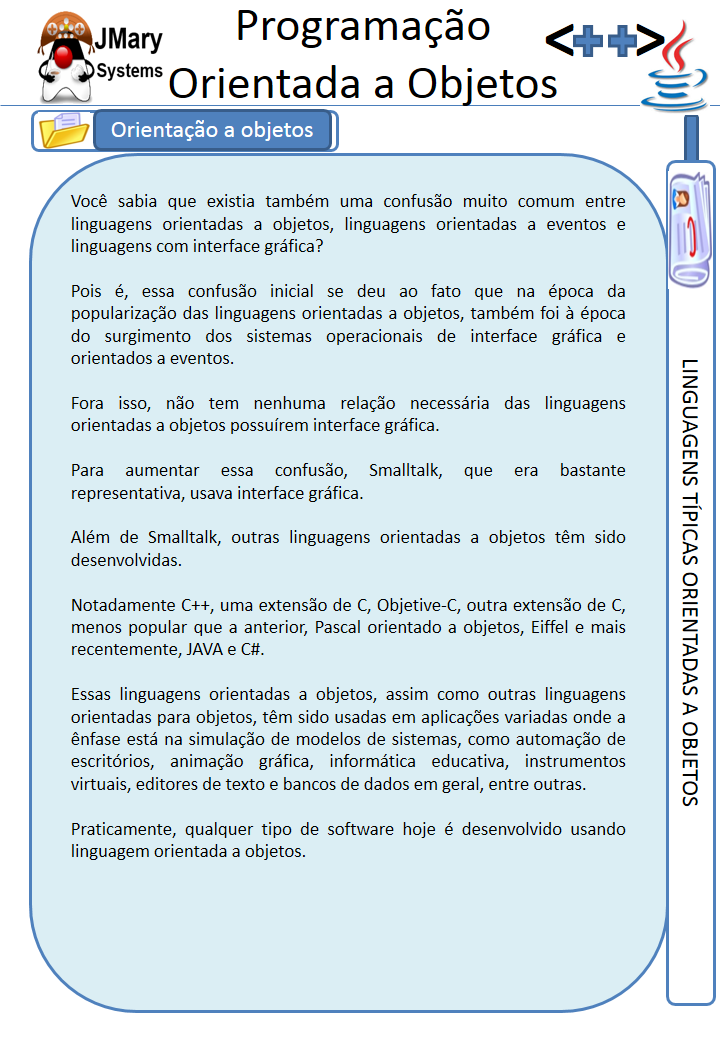 JMary
Systems
Programação
Orientada a Objetos
<++>
Orientação a objetos
Você sabia que existia também uma confusão muito comum entre
linguagens orientadas a objetos, linguagens orientadas a eventos e
linguagens com interface gráfica?
Pois é, essa confusão inicial se deu ao fato que na época da
popularização das linguagens orientadas a objetos, também foi à época
do surgimento dos sistemas operacionais de interface gráfica e
orientados a eventos.
Fora isso, não tem nenhuma relação necessária das linguagens
orientadas a objetos possuírem interface gráfica.
Para aumentar essa confusão, Smalltalk, que era bastante
representativa, usava interface gráfica.
Além de Smalltalk, outras linguagens orientadas a objetos têm sido
desenvolvidas.
Notadamente C++, uma extensão de C, Objetive-C, outra extensão de C,
menos popular que a anterior, Pascal orientado a objetos, Eiffel e mais
recentemente, JAVA e C#.
Essas linguagens orientadas a objetos, assim como outras linguagens
orientadas para objetos, têm sido usadas em aplicações variadas onde a
ênfase está na simulação de modelos de sistemas, como automação de
escritórios, animação gráfica, informática educativa, instrumentos
virtuais, editores de texto e bancos de dados em geral, entre outras.
Praticamente, qualquer tipo de software hoje é desenvolvido usando
linguagem orientada a objetos.
LINGUAGENS TÍPICAS ORIENTADAS A OBJETOS